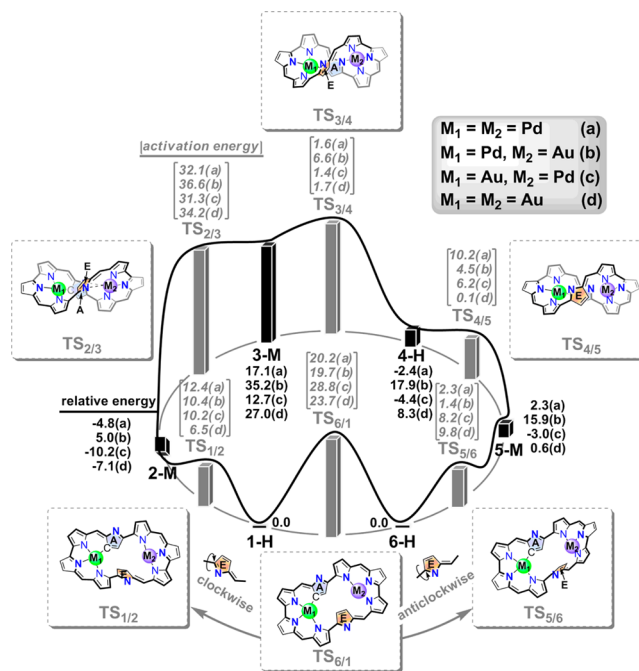 M₁ M₂
N N N N A
E
TS3/4
M₁ = M₂ = Pd (a)
M₁ = Pd, M₂ = Au (b)
M₁ = Au, M₂ = Pd (c)
M₁ = M₂ = Au (d)
|activation energy|
32.1(a)
36.6(b)
31.3(c)
34.2(d)
TS2/3
1.6(a)
6.6(b)
1.4(c)
1.7(d)
TS3/4
10.2(a)
4.5(b)
6.2(c)
0.1(d)
TS4/5
E
M₁ C M₂
A
TS2/3
M₁ E M₂
TS4/5
3-M
17.1(a)
35.2(b)
12.7(c)
27.0(d)
4-H
-2.4(a)
17.9(b)
-4.4(c)
8.3(d)
20.2(a)
19.7(b)
28.8(c)
23.7(d)
TS6/1
12.4(a)
10.4(b)
10.2(c)
6.5(d)
TS1/2
2.3(a)
1.4(b)
8.2(c)
9.8(d)
TS5/6
relative energy
-4.8(a)
5.0(b)
-10.2(c)
-7.1(d)
2-M
2.3(a)
15.9(b)
-3.0(c)
0.6(d)
5-M
0.0
1-H
0.0
6-H
N A N
C
M₁ M₂
N E N
TS1/2
E
N
clockwise
N A N
C M₂
M₁
E
N
TS6/1
E
N
anticlockwise
N A N
C M₂
M₁
N E
TS5/6